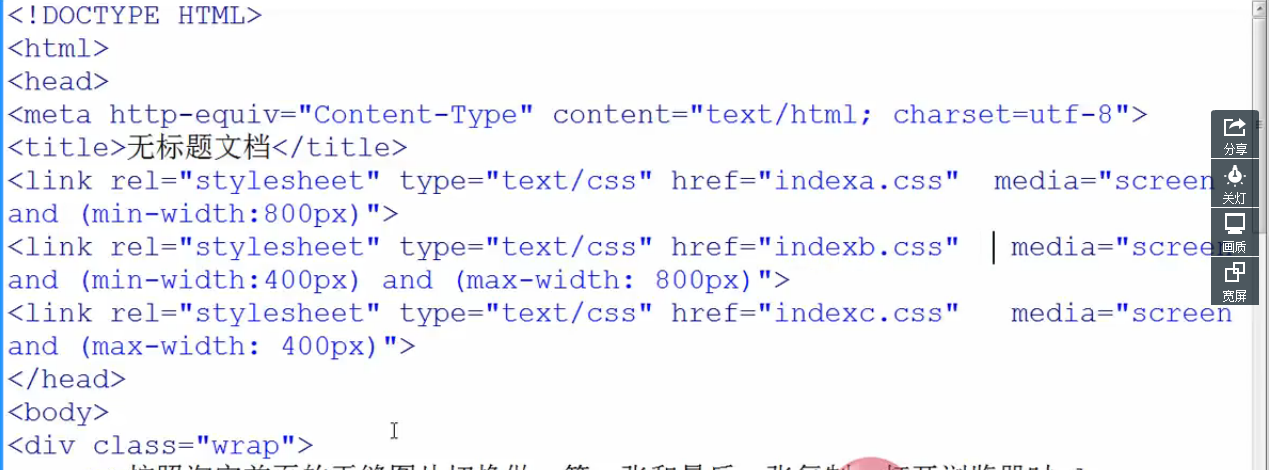 <!DOCTYPE HTML>
<html>
<head>
<meta http-equiv="Content-Type" content="text/html; charset=utf-8">
<title>无标题文档</title>
<link rel="stylesheet" type="text/css" href="indexa.css"  media="screen
and (min-width:800px)">
<link rel="stylesheet" type="text/css" href="indexb.css"   media="screen
and (min-width:400px) and (max-width: 800px)">
<link rel="stylesheet" type="text/css" href="indexc.css"   media="screen
and (max-width: 400px)">
</head>
<body>
<div class="wrap">
分享
关灯
画质
宽屏